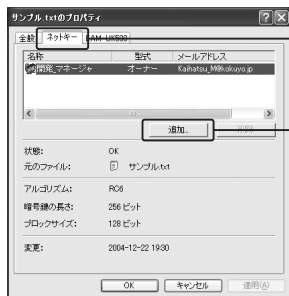 サンプル.txtのプロパティ
全般 ネットキー EAM-UK600
名称 型式 メールアドレス
開発_マネージャ オーナー Kaihatsu_M@kokuyo.jp
追加... 削除
状態: OK
元のファイル: サンプル.txt
アルゴリズム: RC6
暗号鍵の長さ: 256 ビット
ブロックサイズ: 128 ビット
変更: 2004-12-22 19:30
OK キャンセル 適用(A)